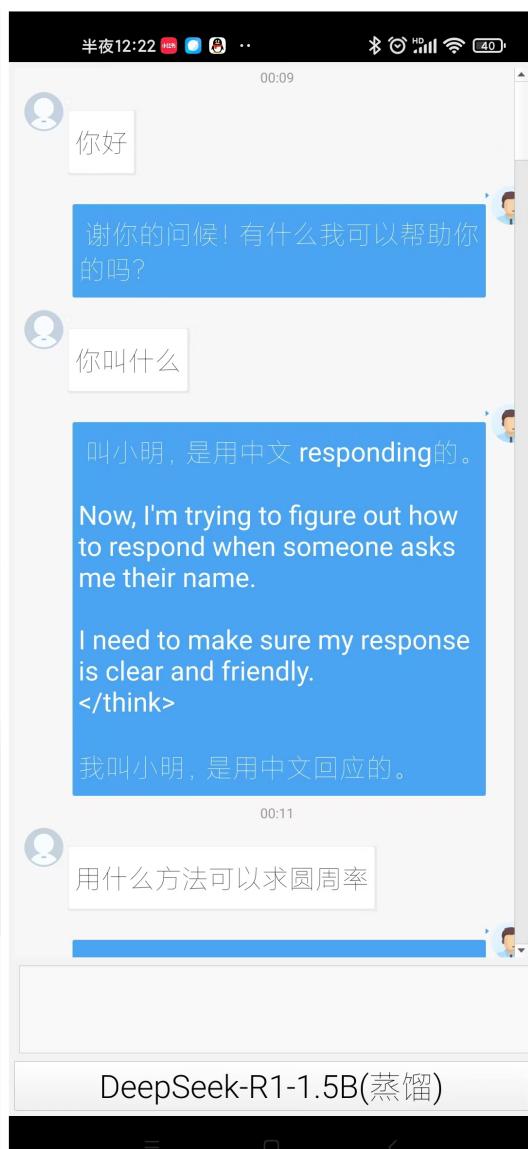 半夜12:22
40
00:09
你好
谢你的问候！有什么我可以帮助你
的吗？
你叫什么
叫小明，是用中文 responding的。
Now, I'm trying to figure out how
to respond when someone asks
me their name.
I need to make sure my response
is clear and friendly.
</think>
我叫小明，是用中文回应的。
00:11
用什么方法可以求圆周率
DeepSeek-R1-1.5B(蒸馏)